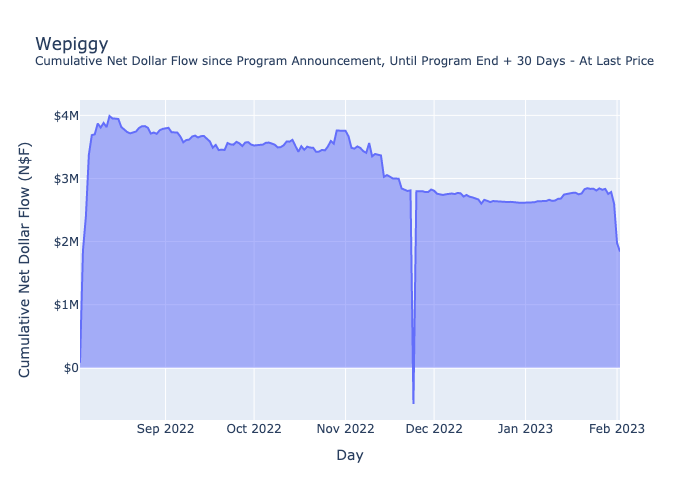 Wepiggy
Cumulative Net Dollar Flow since Program Announcement, Until Program End + 30 Days - At Last Price
Cumulative Net Dollar Flow (N$F)
$4M
$3M
$2M
$1M
$0
Sep 2022
Oct 2022
Nov 2022
Dec 2022
Jan 2023
Feb 2023
Day